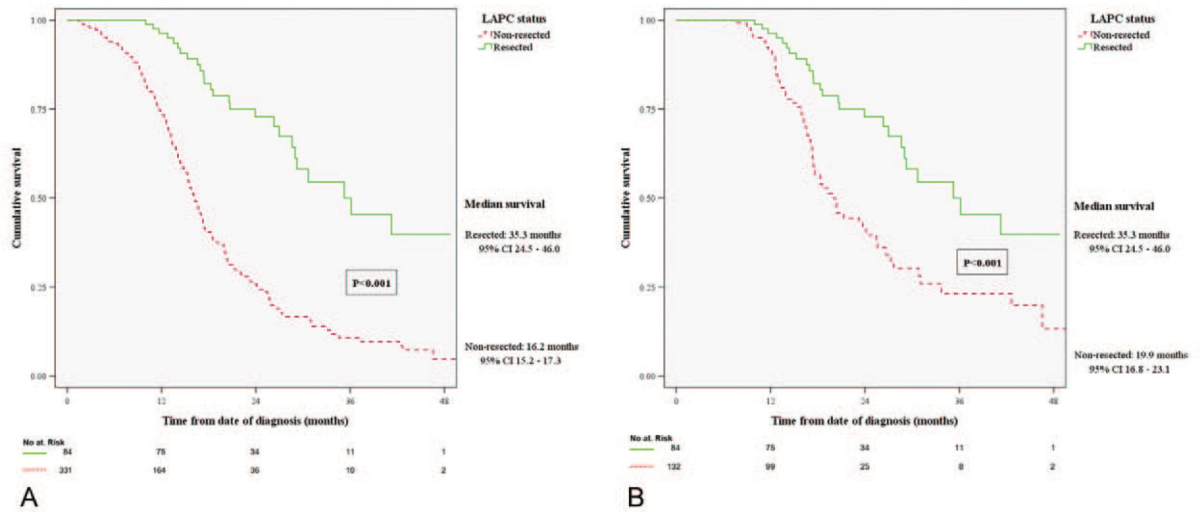 LAPC status
Non-resected
Resected
1.00
0.75
0.50
0.25
0.00
Cumulative survival
Median survival
Resected: 35.3 months
95% CI 24.5 - 46.0
P<0.001
Non-resected: 16.2 months
95% CI 15.2 - 17.3
0 12 24 36 48
Time from date of diagnosis (months)
No at. Risk
84 75 34 11 1
331 164 36 10 2
A
LAPC status
Non-resected
Resected
1.00
0.75
0.50
0.25
0.00
Cumulative survival
Median survival
Resected: 35.3 months
95% CI 24.5 - 46.0
P<0.001
Non-resected: 19.9 months
95% CI 16.8 - 23.1
0 12 24 36 48
Time from date of diagnosis (months)
No at. Risk
84 75 34 11 1
132 99 25 8 2
B